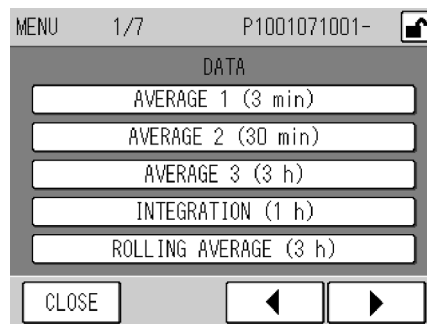 MENU 1/7 P1001071001-
DATA
AVERAGE 1 (3 min)
AVERAGE 2 (30 min)
AVERAGE 3 (3 h)
INTEGRATION (1 h)
ROLLING AVERAGE (3 h)
CLOSE